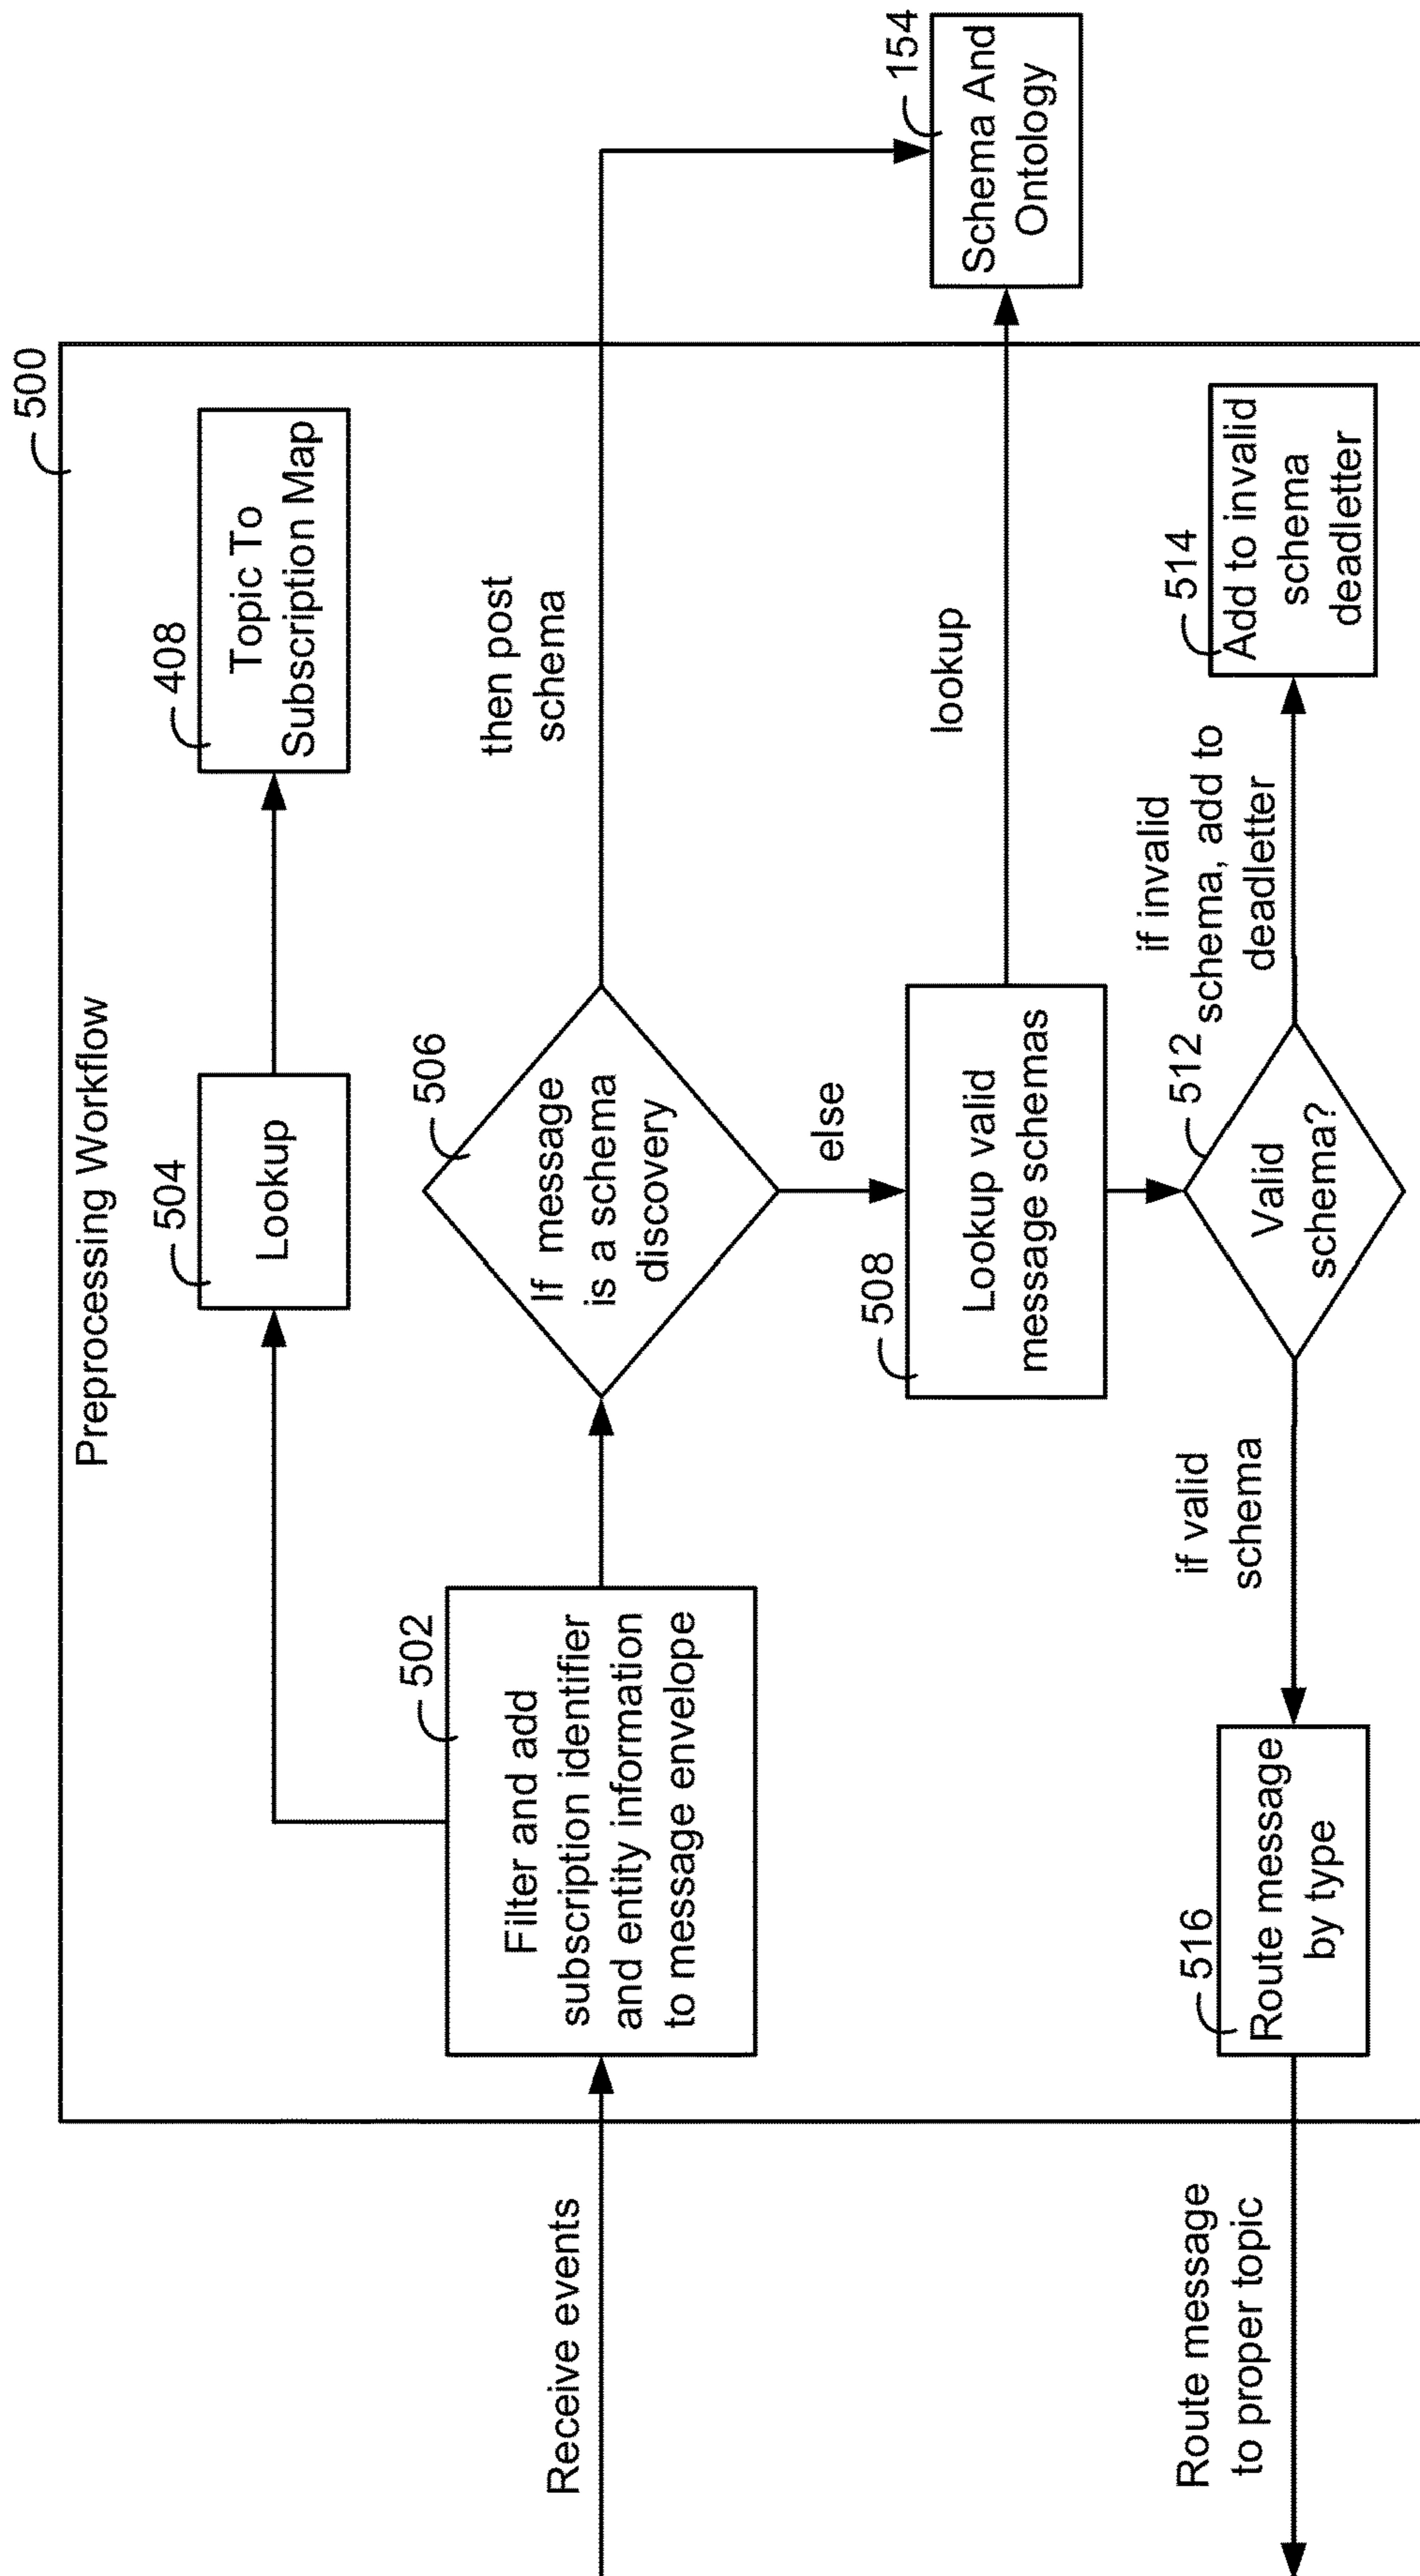 500
Preprocessing Workflow
504
Lookup
408
Topic To
Subscription Map
Receive events
502
Filter and add
subscription identifier
and entity information
to message envelope
506
If message
is a schema
discovery
then post
schema
154
Schema And
Ontology
else
508
Lookup valid
message schemas
lookup
Route message
to proper topic
516
Route message
by type
if valid
schema
512
Valid
schema?
if invalid
schema, add to
deadletter
514
Add to invalid
schema
deadletter